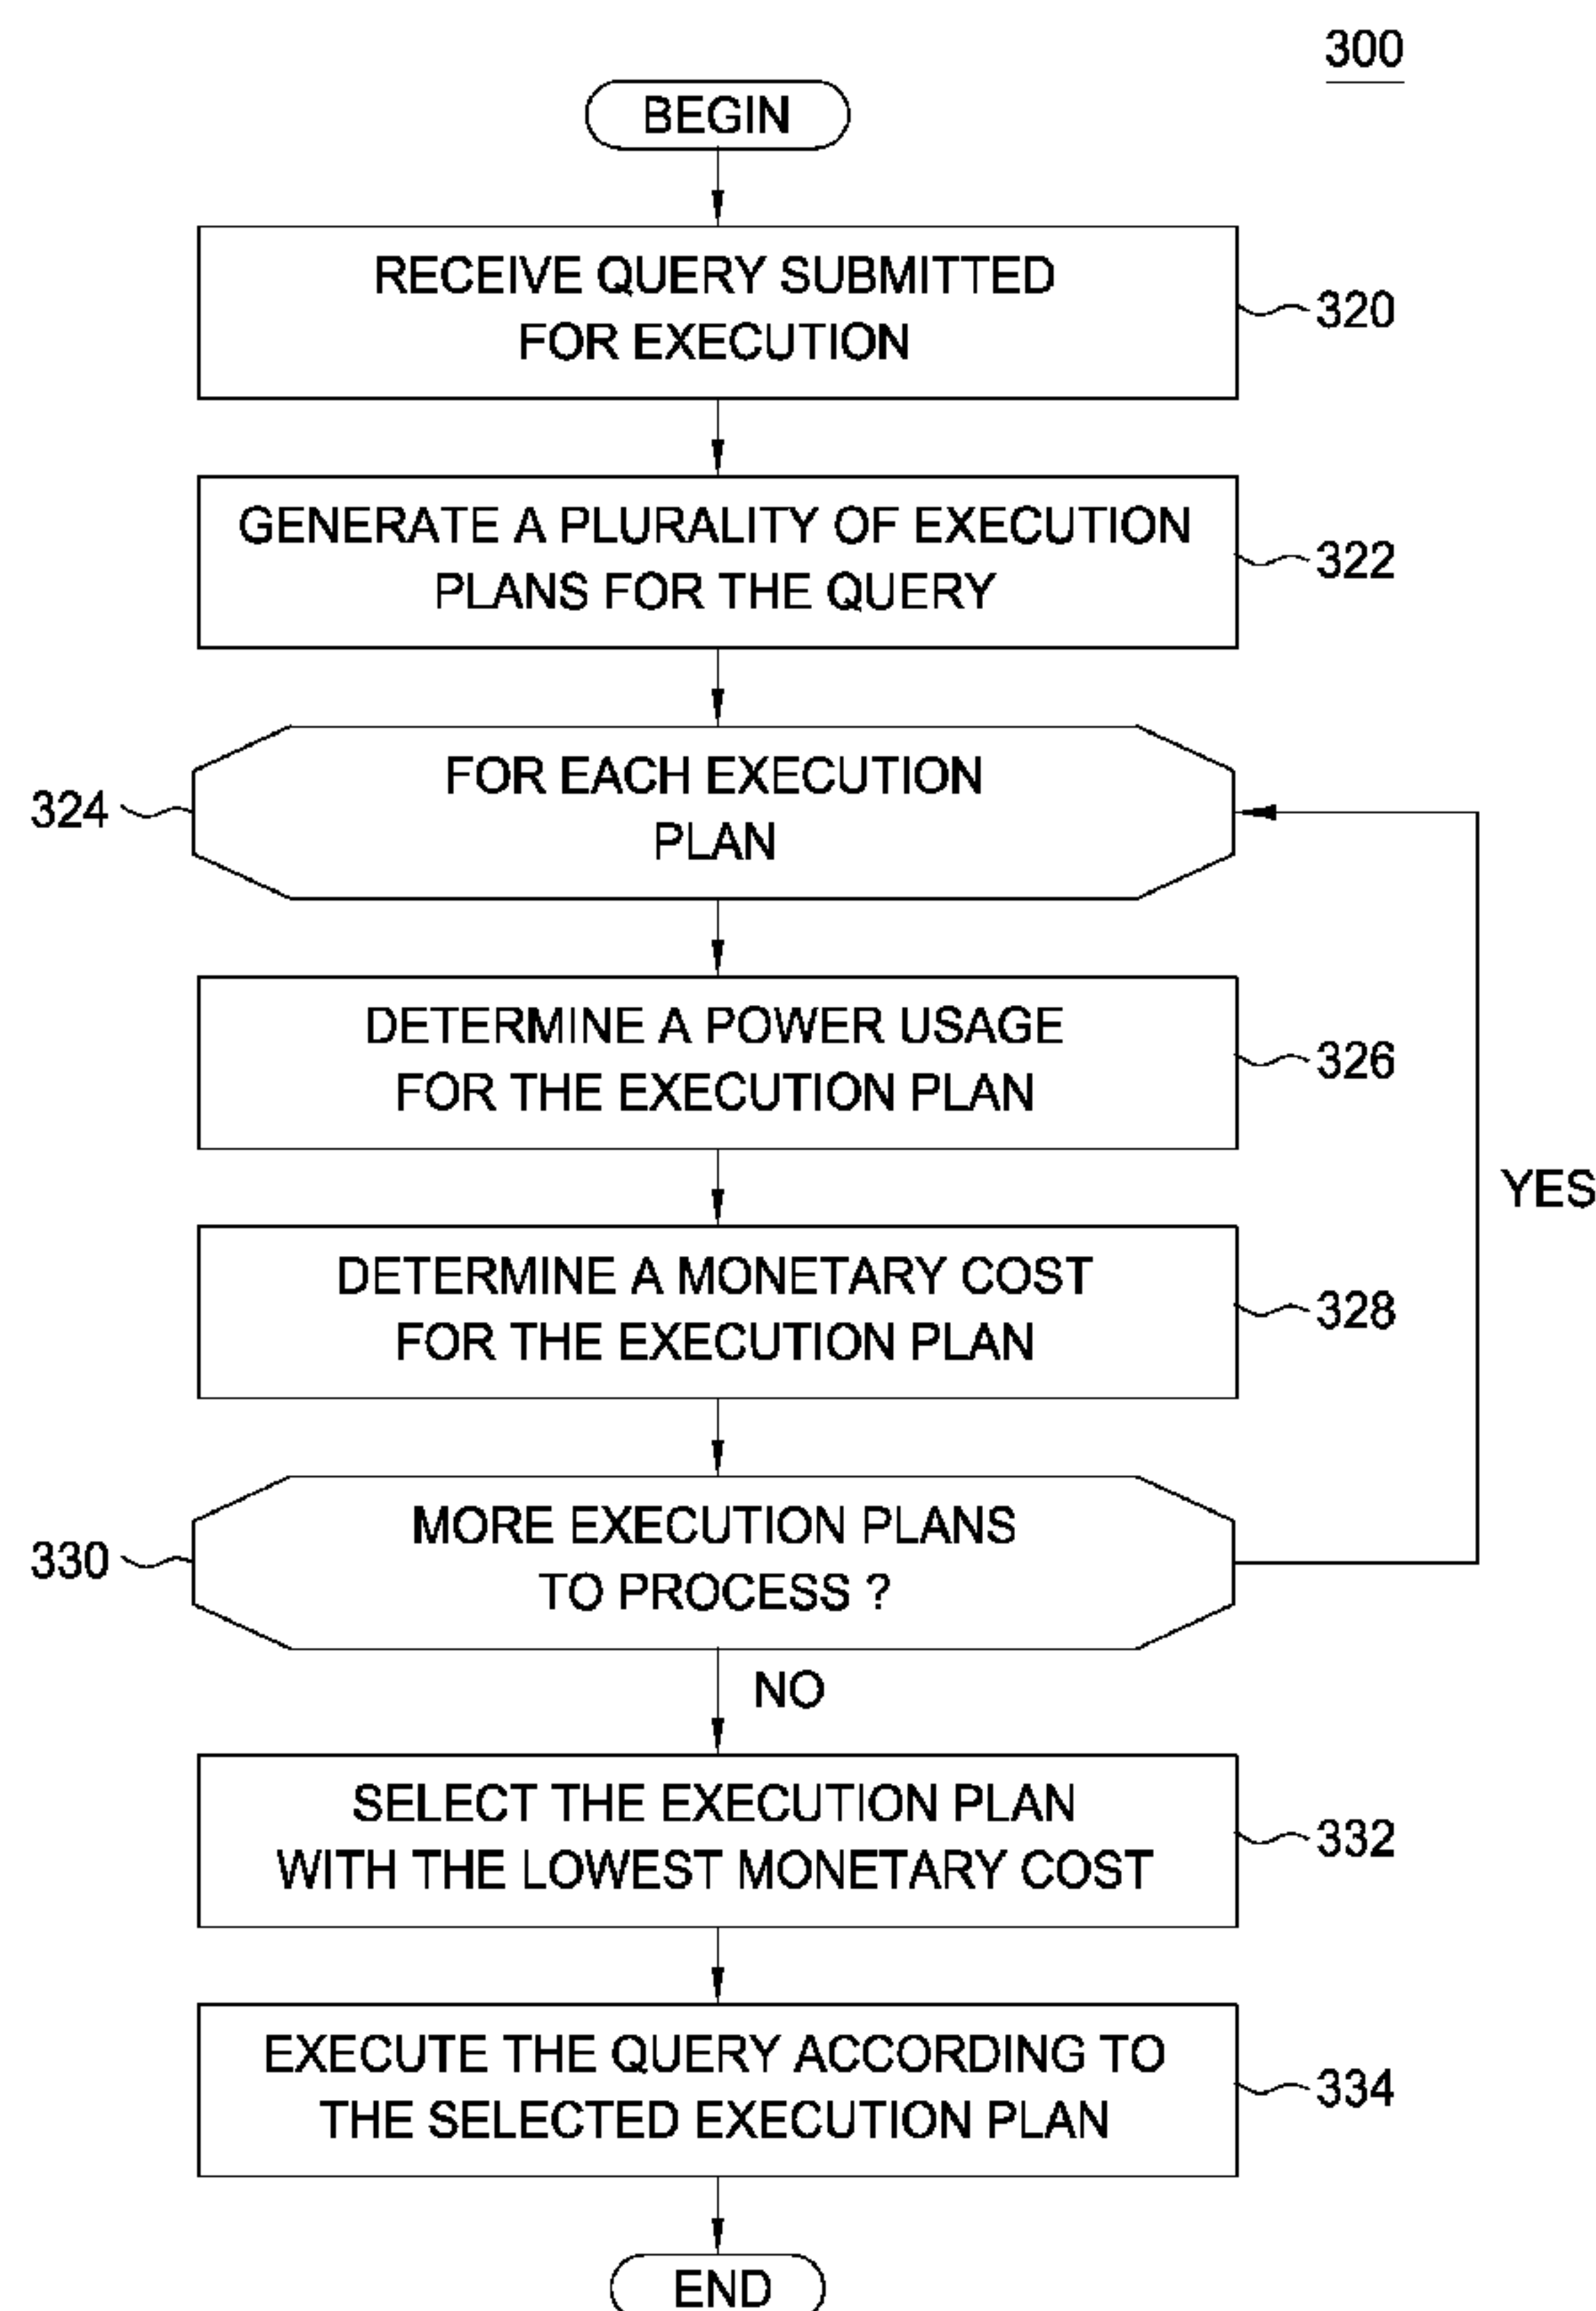 300
BEGIN
RECEIVE QUERY SUBMITTED
FOR EXECUTION
320
GENERATE A PLURALITY OF EXECUTION
PLANS FOR THE QUERY
322
FOR EACH EXECUTION
PLAN
324
DETERMINE A POWER USAGE
FOR THE EXECUTION PLAN
326
YES
DETERMINE A MONETARY COST
FOR THE EXECUTION PLAN
328
MORE EXECUTION PLANS
TO PROCESS ?
330
NO
SELECT THE EXECUTION PLAN
WITH THE LOWEST MONETARY COST
332
EXECUTE THE QUERY ACCORDING TO
THE SELECTED EXECUTION PLAN
334
END